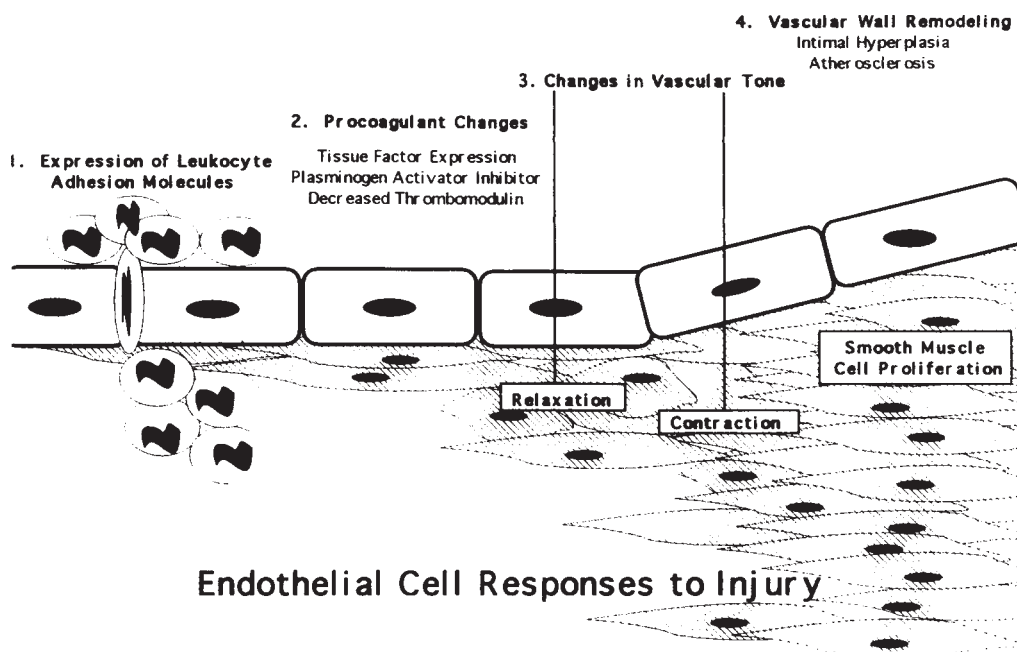 1. Expression of Leukocyte
Adhesion Molecules
2. Procoagulant Changes
Tissue Factor Expression
Plasminogen Activator Inhibitor
Decreased Thrombomodulin
3. Changes in Vascular Tone
4. Vascular Wall Remodeling
Intimal Hyperplasia
Atherosclerosis
Relaxation
Contraction
Smooth Muscle
Cell Proliferation
Endothelial Cell Responses to Injury